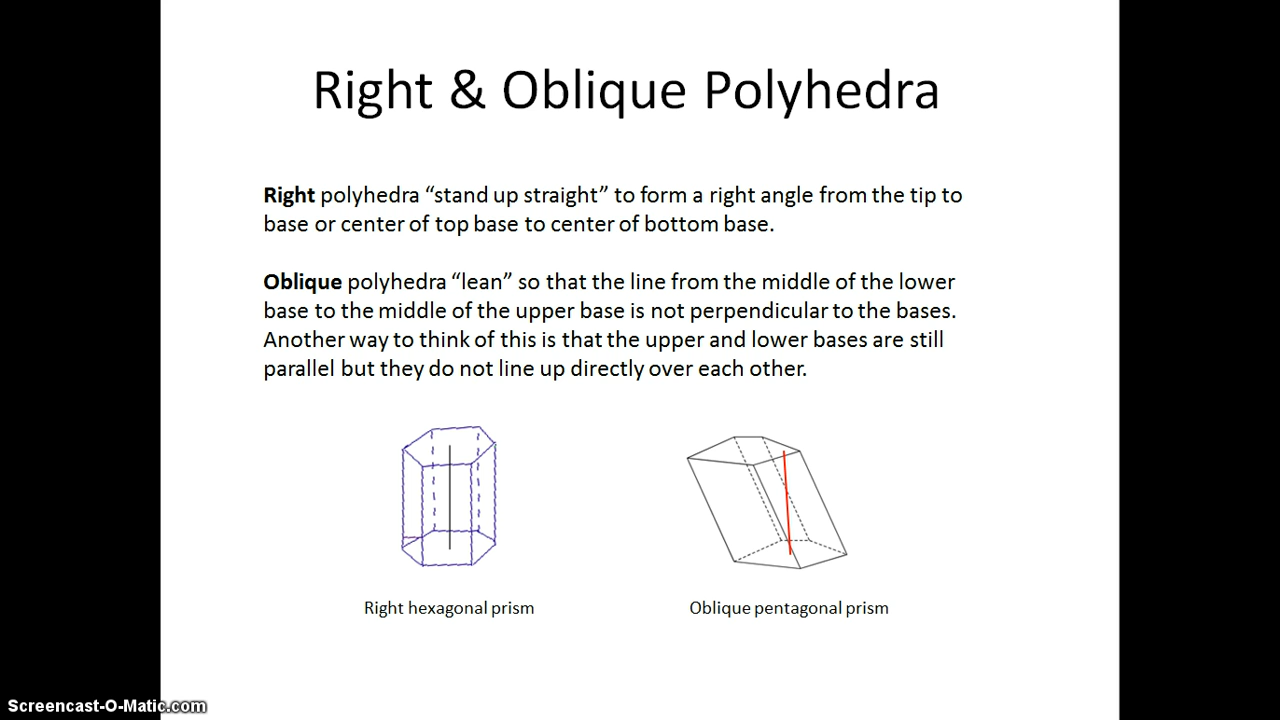 Right & Oblique Polyhedra
Right polyhedra “stand up straight” to form a right angle from the tip to
base or center of top base to center of bottom base.
Oblique polyhedra “lean” so that the line from the middle of the lower
base to the middle of the upper base is not perpendicular to the bases.
Another way to think of this is that the upper and lower bases are still
parallel but they do not line up directly over each other.
Right hexagonal prism
Oblique pentagonal prism
Screencast-O-Matic.com